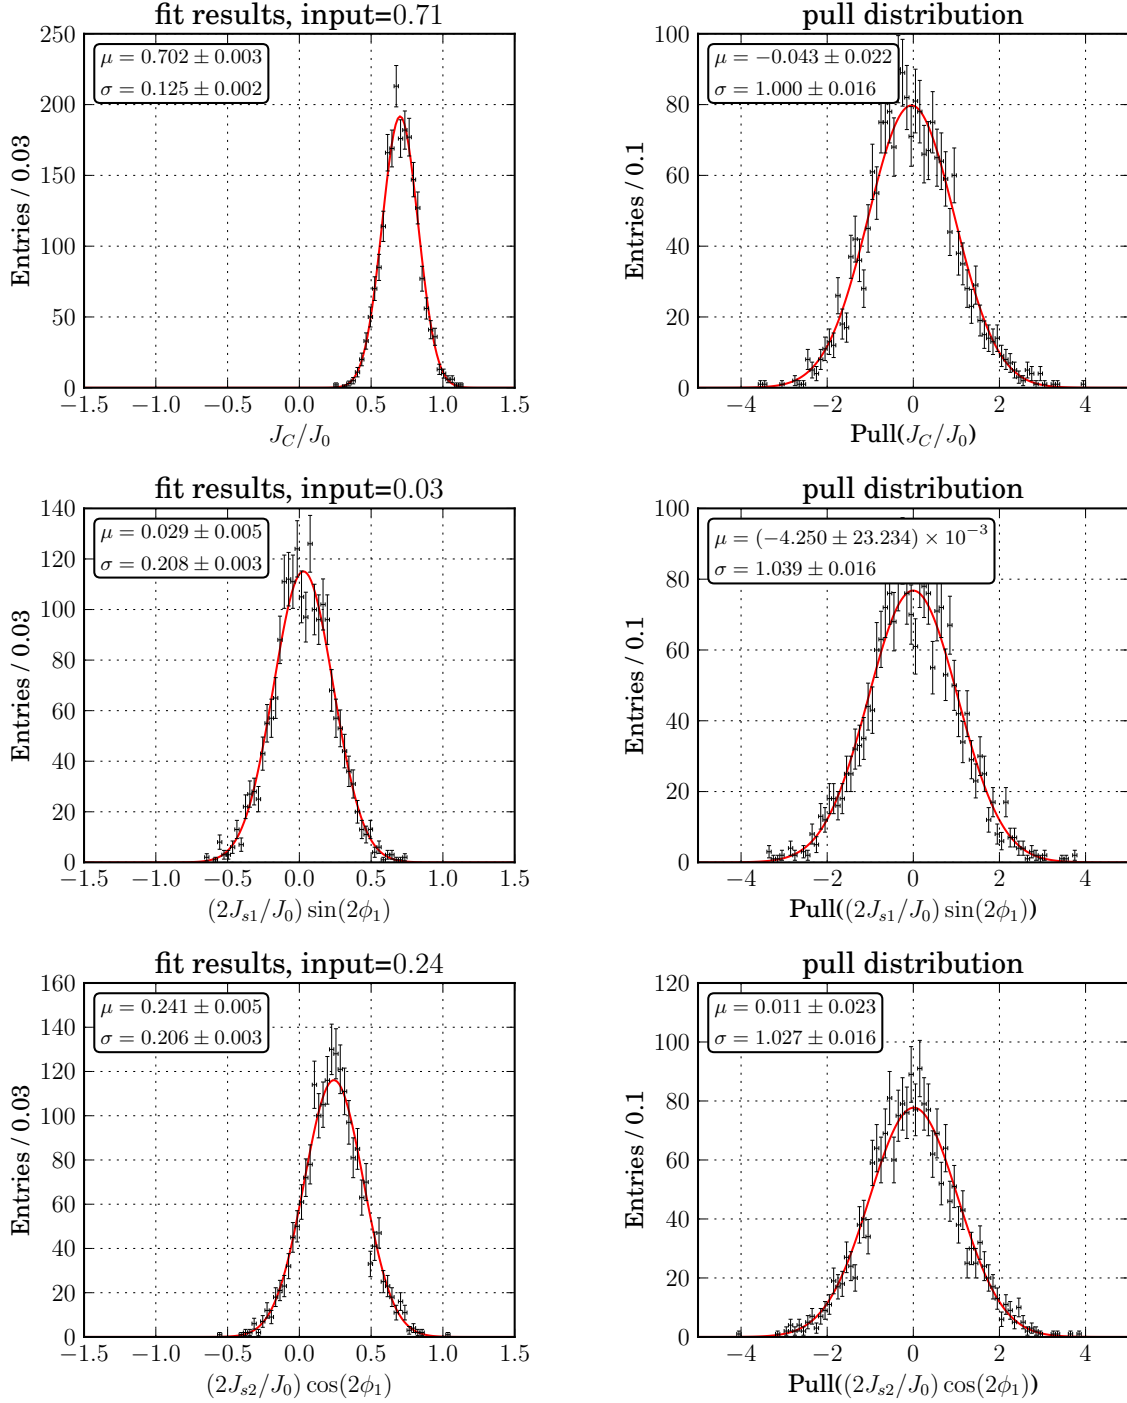 fit results, input=0.71
μ = 0.702 ± 0.003
σ = 0.125 ± 0.002
Entries / 0.03
250
200
150
100
50
0
−1.5 −1.0 −0.5 0.0 0.5 1.0 1.5
J_C/J_0
pull distribution
μ = −0.043 ± 0.022
σ = 1.000 ± 0.016
Entries / 0.1
100
80
60
40
20
0
−4 −2 0 2 4
Pull(J_C/J_0)
fit results, input=0.03
μ = 0.029 ± 0.005
σ = 0.208 ± 0.003
Entries / 0.03
140
120
100
80
60
40
20
0
−1.5 −1.0 −0.5 0.0 0.5 1.0 1.5
(2J_{s1}/J_0) sin(2ϕ_1)
pull distribution
μ = (−4.250 ± 23.234) × 10^{−3}
σ = 1.039 ± 0.016
Entries / 0.1
100
80
60
40
20
0
−4 −2 0 2 4
Pull((2J_{s1}/J_0) sin(2ϕ_1))
fit results, input=0.24
μ = 0.241 ± 0.005
σ = 0.206 ± 0.003
Entries / 0.03
160
140
120
100
80
60
40
20
0
−1.5 −1.0 −0.5 0.0 0.5 1.0 1.5
(2J_{s2}/J_0) cos(2ϕ_1)
pull distribution
μ = 0.011 ± 0.023
σ = 1.027 ± 0.016
Entries / 0.1
120
100
80
60
40
20
0
−4 −2 0 2 4
Pull((2J_{s2}/J_0) cos(2ϕ_1))